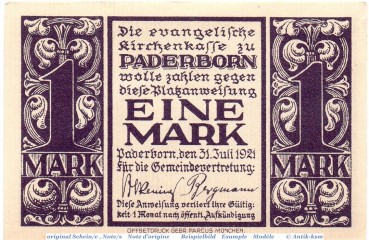 Die evangelische
Kirchenkasse zu
PADERBORN
wolle zahlen gegen
diese Platzanweisung
EINE
MARK
Paderborn, den 31. Juli 1921
Für die Gemeindevertretung:
Bergmann
Diese Anweisung verliert ihre Gültig:
keit 1 Monat nach öffentl. Aufkündigung
1
MARK
1
MARK
OFFSETDRUCK GEBR. PARCUS MÜNCHEN.
original Schein/e , Note/s Note d'origine Beispielbild Example Modèle © Antik-kom